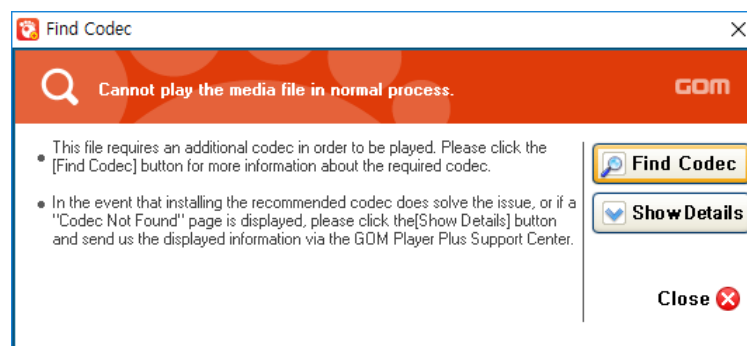 Find Codec
Cannot play the media file in normal process.
GOM
This file requires an additional codec in order to be played. Please click the
[Find Codec] button for more information about the required codec.
In the event that installing the recommended codec does solve the issue, or if a
"Codec Not Found" page is displayed, please click the[Show Details] button
and send us the displayed information via the GOM Player Plus Support Center.
Find Codec
Show Details
Close